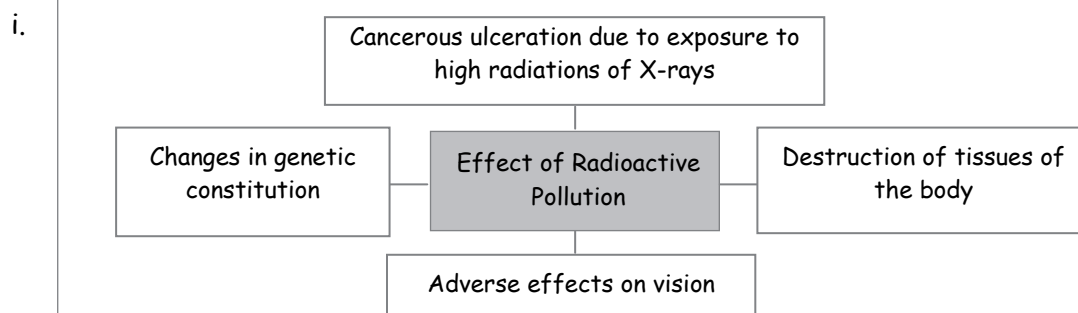 i.
Cancerous ulceration due to exposure to
high radiations of X-rays
Changes in genetic
constitution
Effect of Radioactive
Pollution
Destruction of tissues of
the body
Adverse effects on vision